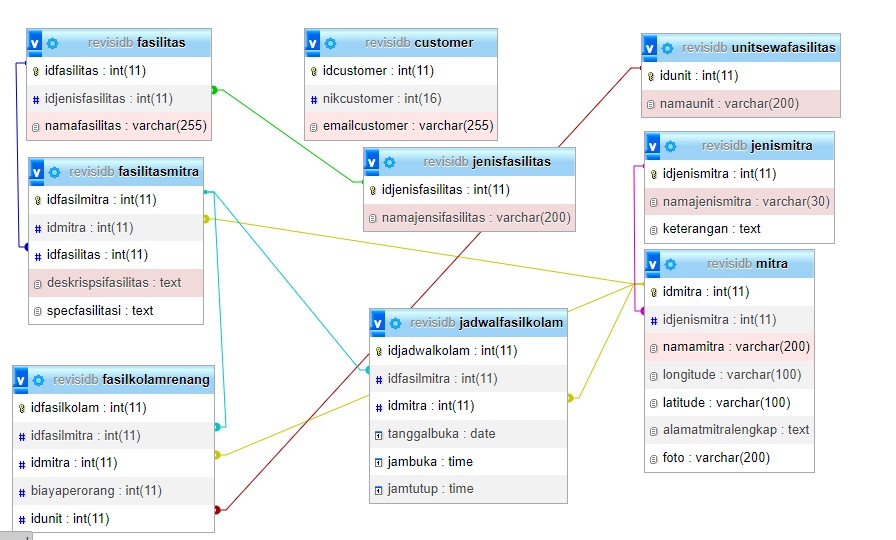 revisidb fasilitas
idfasilitas : int(11)
idjenisfasilitas : int(11)
namafasilitas : varchar(255)
revisidb customer
idcustomer : int(11)
nikcustomer : int(16)
emailcustomer : varchar(255)
revisidb unitsewafasilitas
idunit : int(11)
namaunit : varchar(200)
revisidb jenismitra
idjenismitra : int(11)
namajenismitra : varchar(30)
keterangan : text
revisidb jenisfasilitas
idjenisfasilitas : int(11)
namajensifasilitas : varchar(200)
revisidb fasilitasmitra
idfasilmitra : int(11)
idmitra : int(11)
idfasilitas : int(11)
deskrispsifasilitas : text
specfasilitasi : text
revisidb mitra
idmitra : int(11)
idjenismitra : int(11)
namamitra : varchar(200)
longitude : varchar(100)
latitude : varchar(100)
alamatmitralengkap : text
foto : varchar(200)
revisidb jadwalfasilkolam
idjadwalkolam : int(11)
idfasilmitra : int(11)
idmitra : int(11)
tanggalbuka : date
jambuka : time
jamtutup : time
revisidb fasilkolamrenang
idfasilkolam : int(11)
idfasilmitra : int(11)
idmitra : int(11)
biayaperorang : int(11)
idunit : int(11)